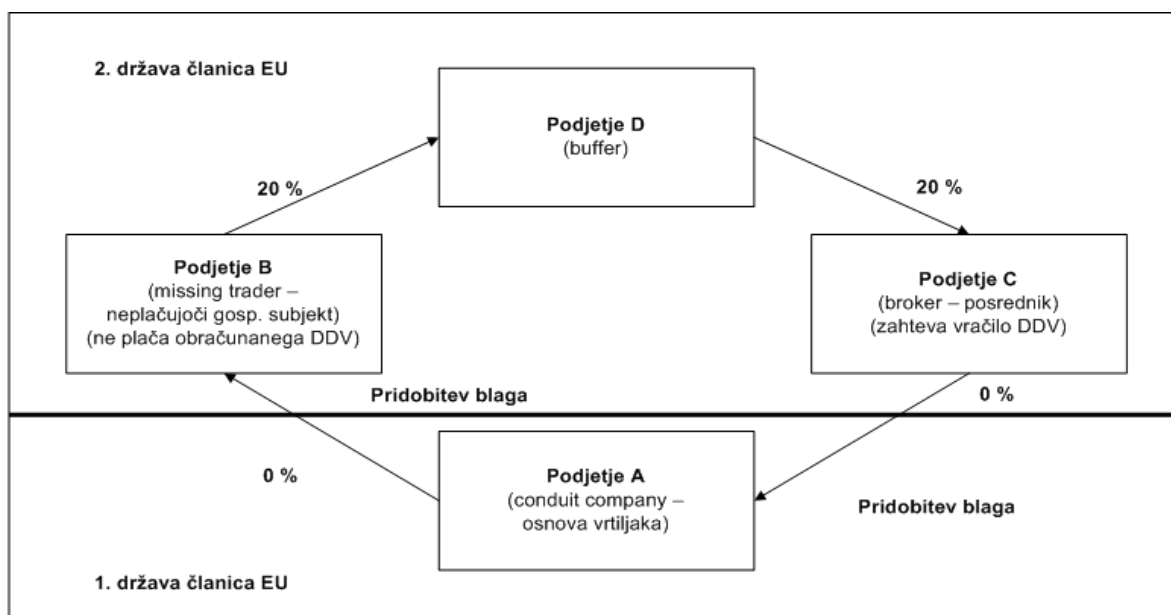 2. država članica EU
Podjetje D
(buffer)
20 %
20 %
Podjetje B
(missing trader –
neplačujoči gosp. subjekt)
(ne plača obračunanega DDV)
Podjetje C
(broker – posrednik)
(zahteva vračilo DDV)
Pridobitev blaga
0 %
0 %
Podjetje A
(conduit company –
osnova vrtiljaka)
Pridobitev blaga
1. država članica EU